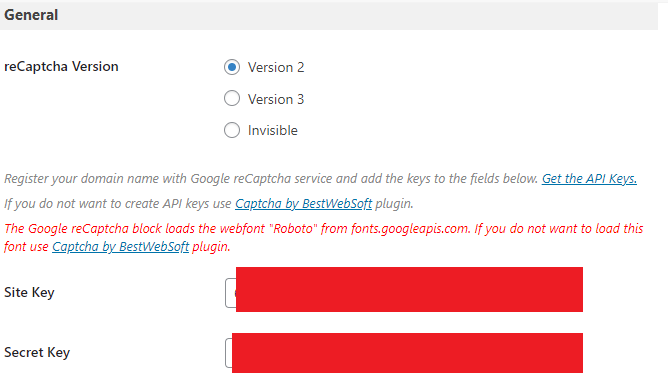 General
reCaptcha Version
Version 2
Version 3
Invisible
Register your domain name with Google reCaptcha service and add the keys to the fields below. Get the API Keys.
If you do not want to create API keys use Captcha by BestWebSoft plugin.
The Google reCaptcha block loads the webfont "Roboto" from fonts.googleapis.com. If you do not want to load this
font use Captcha by BestWebSoft plugin.
Site Key
Secret Key